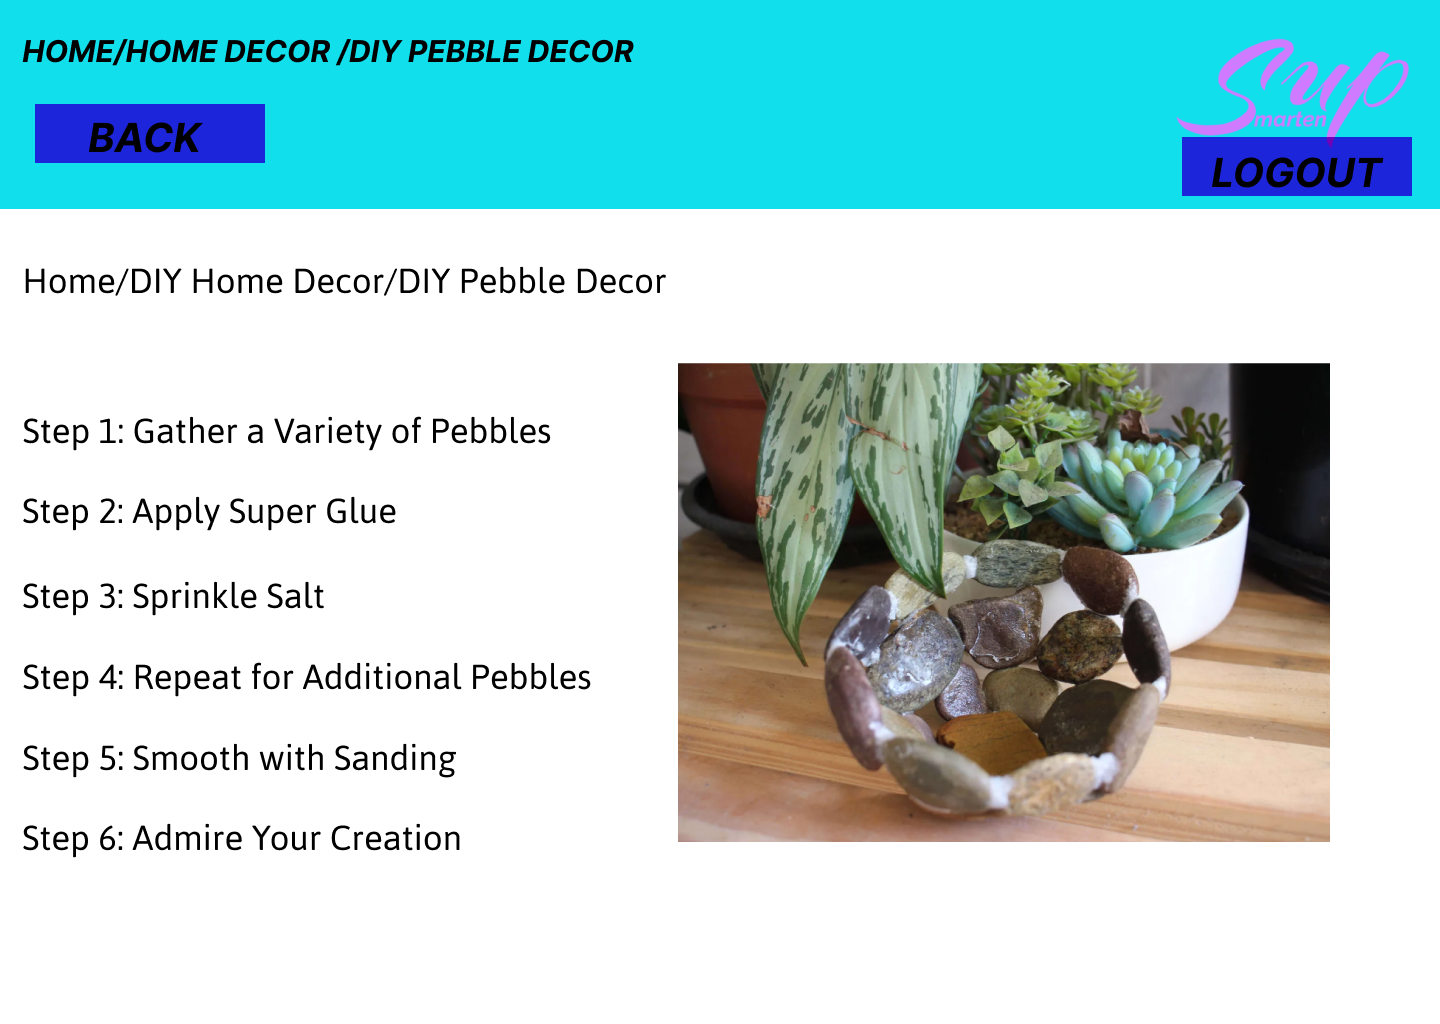 HOME/HOME DECOR /DIY PEBBLE DECOR
Sup
marten
BACK
LOGOUT
Home/DIY Home Decor/DIY Pebble Decor
Step 1: Gather a Variety of Pebbles
Step 2: Apply Super Glue
Step 3: Sprinkle Salt
Step 4: Repeat for Additional Pebbles
Step 5: Smooth with Sanding
Step 6: Admire Your Creation